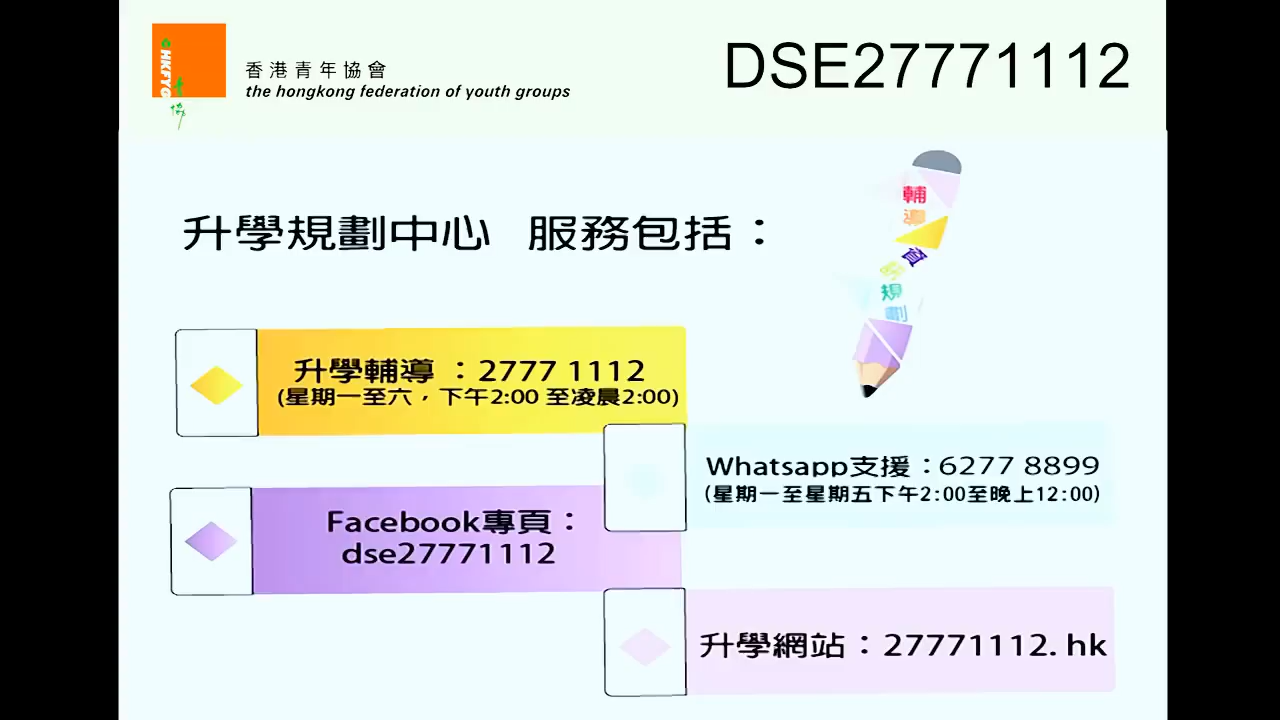 HKFYG
香港青年協會
the hongkong federation of youth groups
DSE27771112
輔
導
資
訊
規
劃
升學規劃中心 服務包括：
升學輔導 ：2777 1112
(星期一至六，下午2:00 至凌晨2:00)
Whatsapp支援：6277 8899
(星期一至星期五下午2:00至晚上12:00)
Facebook專頁：
dse27771112
升學網站：27771112.hk